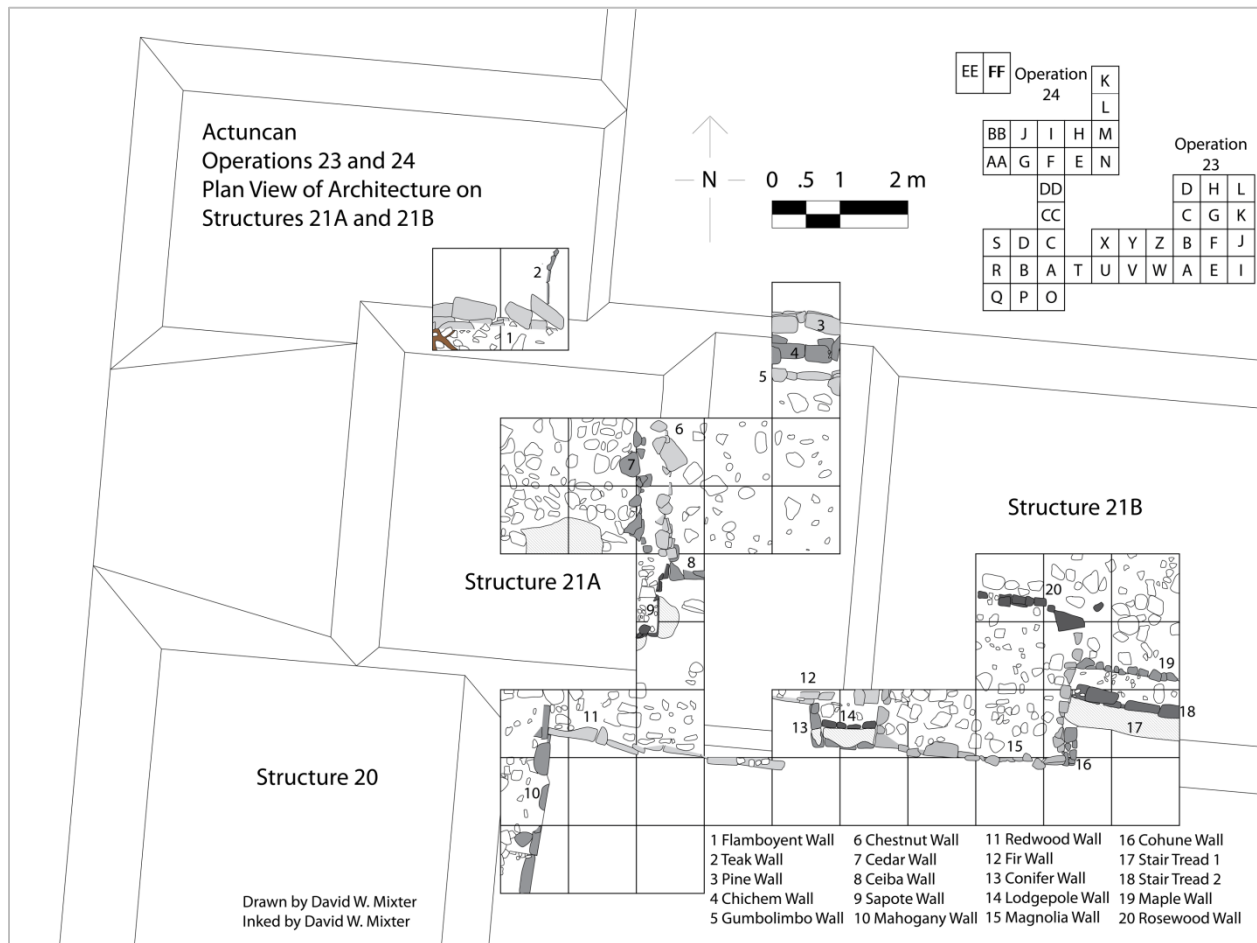 Actuncan
Operations 23 and 24
Plan View of Architecture on
Structures 21A and 21B
N
0 .5 1 2 m
EE FF Operation
24
K
L
BB J I H M
AA G F E N
DD
CC
S D C X Y Z
R B A T U V W
Q P O
Operation
23
D H L
C G K
B F J
A E I
2
1
3
4
5
6
7
8
9
Structure 21A
Structure 21B
20
19
18
17
16
15
14
13
12
11
10
Structure 20
1 Flamboyent Wall
2 Teak Wall
3 Pine Wall
4 Chichem Wall
5 Gumbolimbo Wall
6 Chestnut Wall
7 Cedar Wall
8 Ceiba Wall
9 Sapote Wall
10 Mahogany Wall
11 Redwood Wall
12 Fir Wall
13 Conifer Wall
14 Lodgepole Wall
15 Magnolia Wall
16 Cohune Wall
17 Stair Tread 1
18 Stair Tread 2
19 Maple Wall
20 Rosewood Wall
Drawn by David W. Mixter
Inked by David W. Mixter